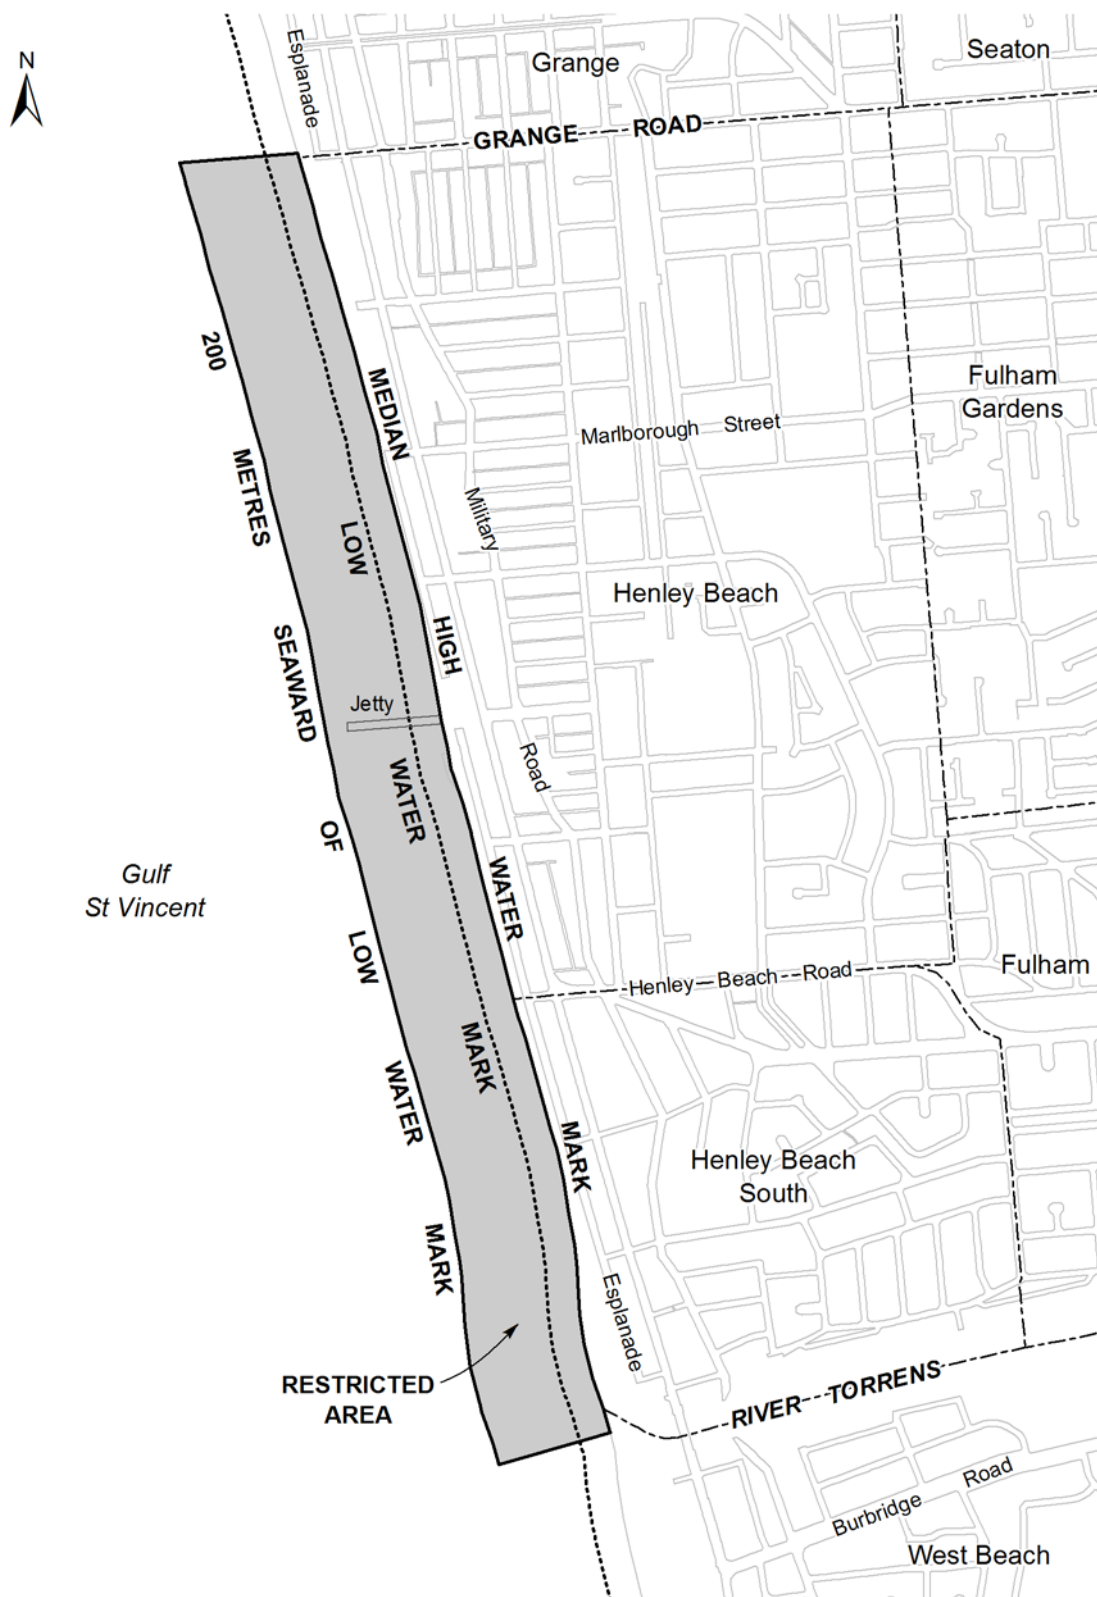 N
Esplanade
Grange
Seaton
GRANGE ROAD
200 METRES SEAWARD OF LOW WATER MARK
MEDIAN HIGH WATER MARK
LOW WATER MARK
Fulham
Gardens
Marlborough Street
Military Road
Henley Beach
Jetty
Gulf
St Vincent
Henley Beach Road
Fulham
Henley Beach
South
Esplanade
RESTRICTED
AREA
RIVER TORRENS
Burbridge Road
West Beach